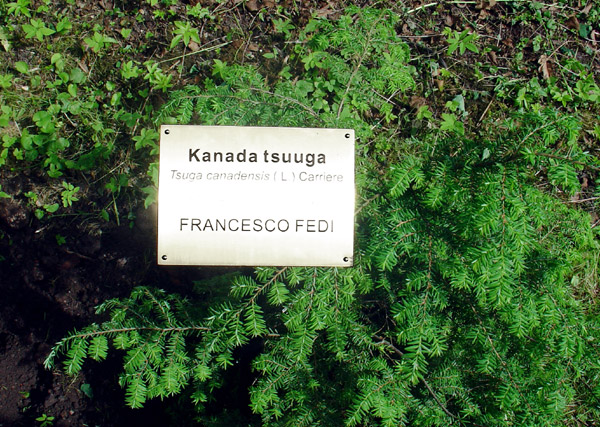 Kanada tsuuga
Tsuga canadensis ( L ) Carriere
FRANCESCO FEDI